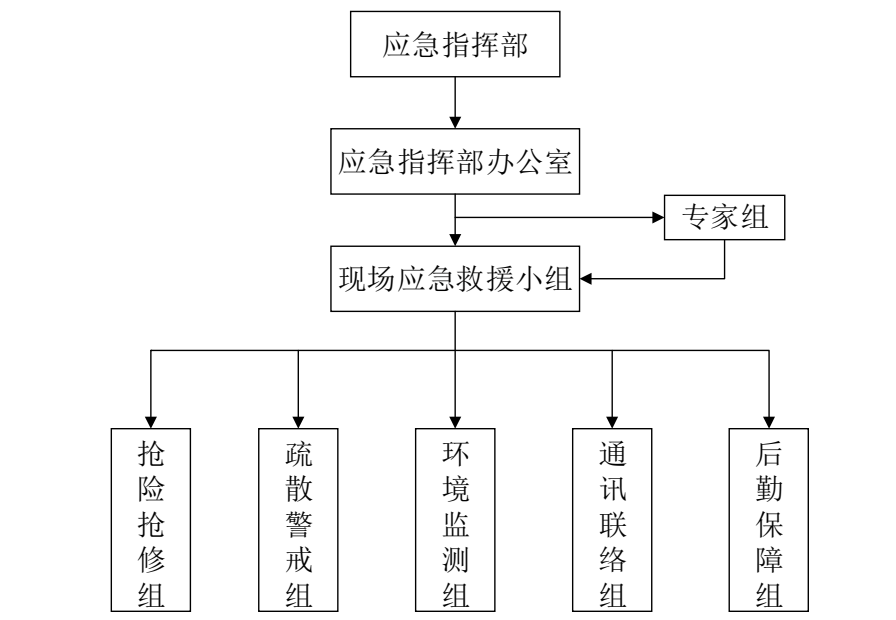 应急指挥部
应急指挥部办公室
专家组
现场应急救援小组
抢险抢修组
疏散警戒组
环境监测组
通讯联络组
后勤保障组